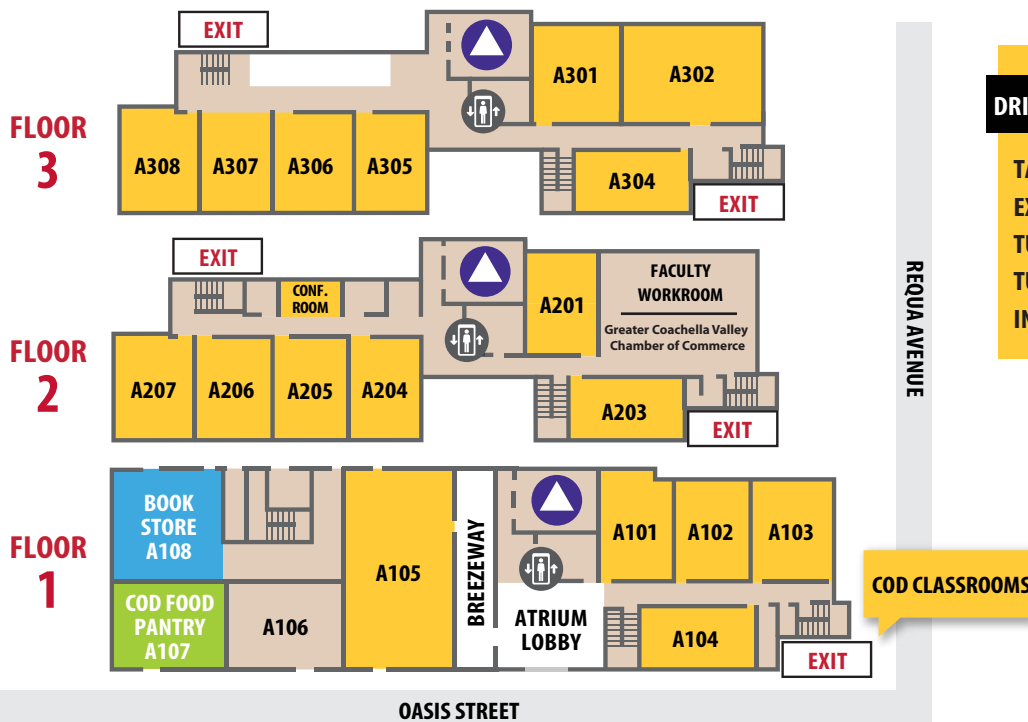 EXIT
FLOOR
3
A301
A302
A308
A307
A306
A305
A304
EXIT
EXIT
FLOOR
2
CONF.
ROOM
A201
FACULTY
WORKROOM
Greater Coachella Valley
Chamber of Commerce
A207
A206
A205
A204
A203
EXIT
FLOOR
1
BOOK
STORE
A108
COD FOOD
PANTRY
A107
A106
A105
BREEZEWAY
ATRIUM
LOBBY
A101
A102
A103
A104
EXIT
COD CLASSROOMS
REQUA AVENUE
OASIS STREET
DRI
TA
EX
TU
TU
IN